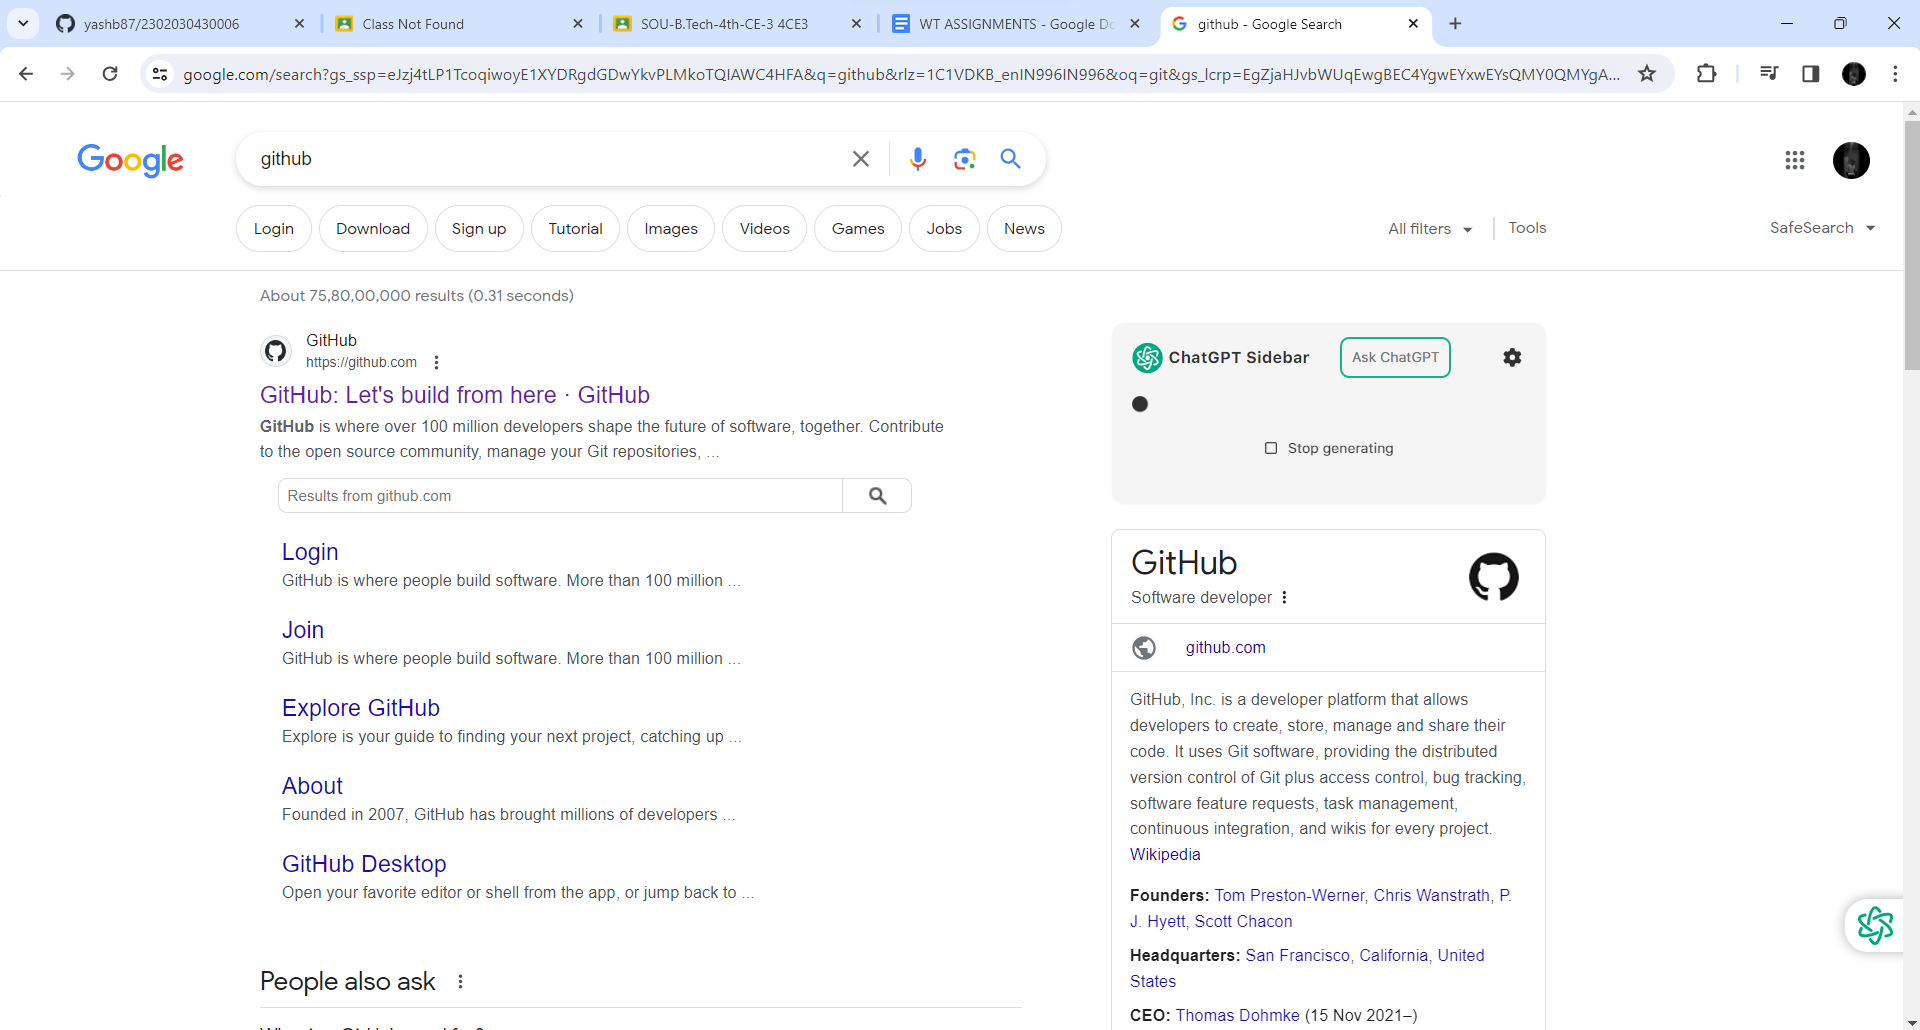 yashb87/2302030430006
Class Not Found
SOU-B.Tech-4th-CE-3 4CE3
WT ASSIGNMENTS - Google Do
github - Google Search
google.com/search?gs_ssp=eJzj4tLP1TcoqiwoyE1XYDRgdGDwYkvPLMkoTQIAWC4HFA&q=github&rlz=1C1VDKB_enIN996IN996&oq=git&gs_lcrp=EgZjaHJvbWUqEwgBEC4YgwEYxwEYsQMY0QMYgA...
Google
github
Login
Download
Sign up
Tutorial
Images
Videos
Games
Jobs
News
All filters
Tools
SafeSearch
About 75,80,00,000 results (0.31 seconds)
GitHub
https://github.com
GitHub: Let's build from here · GitHub
GitHub is where over 100 million developers shape the future of software, together. Contribute
to the open source community, manage your Git repositories, ...
Results from github.com
Login
GitHub is where people build software. More than 100 million ...
Join
GitHub is where people build software. More than 100 million ...
Explore GitHub
Explore is your guide to finding your next project, catching up ...
About
Founded in 2007, GitHub has brought millions of developers ...
GitHub Desktop
Open your favorite editor or shell from the app, or jump back to ...
People also ask
ChatGPT Sidebar
Ask ChatGPT
Stop generating
GitHub
Software developer
github.com
GitHub, Inc. is a developer platform that allows
developers to create, store, manage and share their
code. It uses Git software, providing the distributed
version control of Git plus access control, bug tracking,
software feature requests, task management,
continuous integration, and wikis for every project.
Wikipedia
Founders: Tom Preston-Werner, Chris Wanstrath, P.
J. Hyett, Scott Chacon
Headquarters: San Francisco, California, United
States
CEO: Thomas Dohmke (15 Nov 2021–)